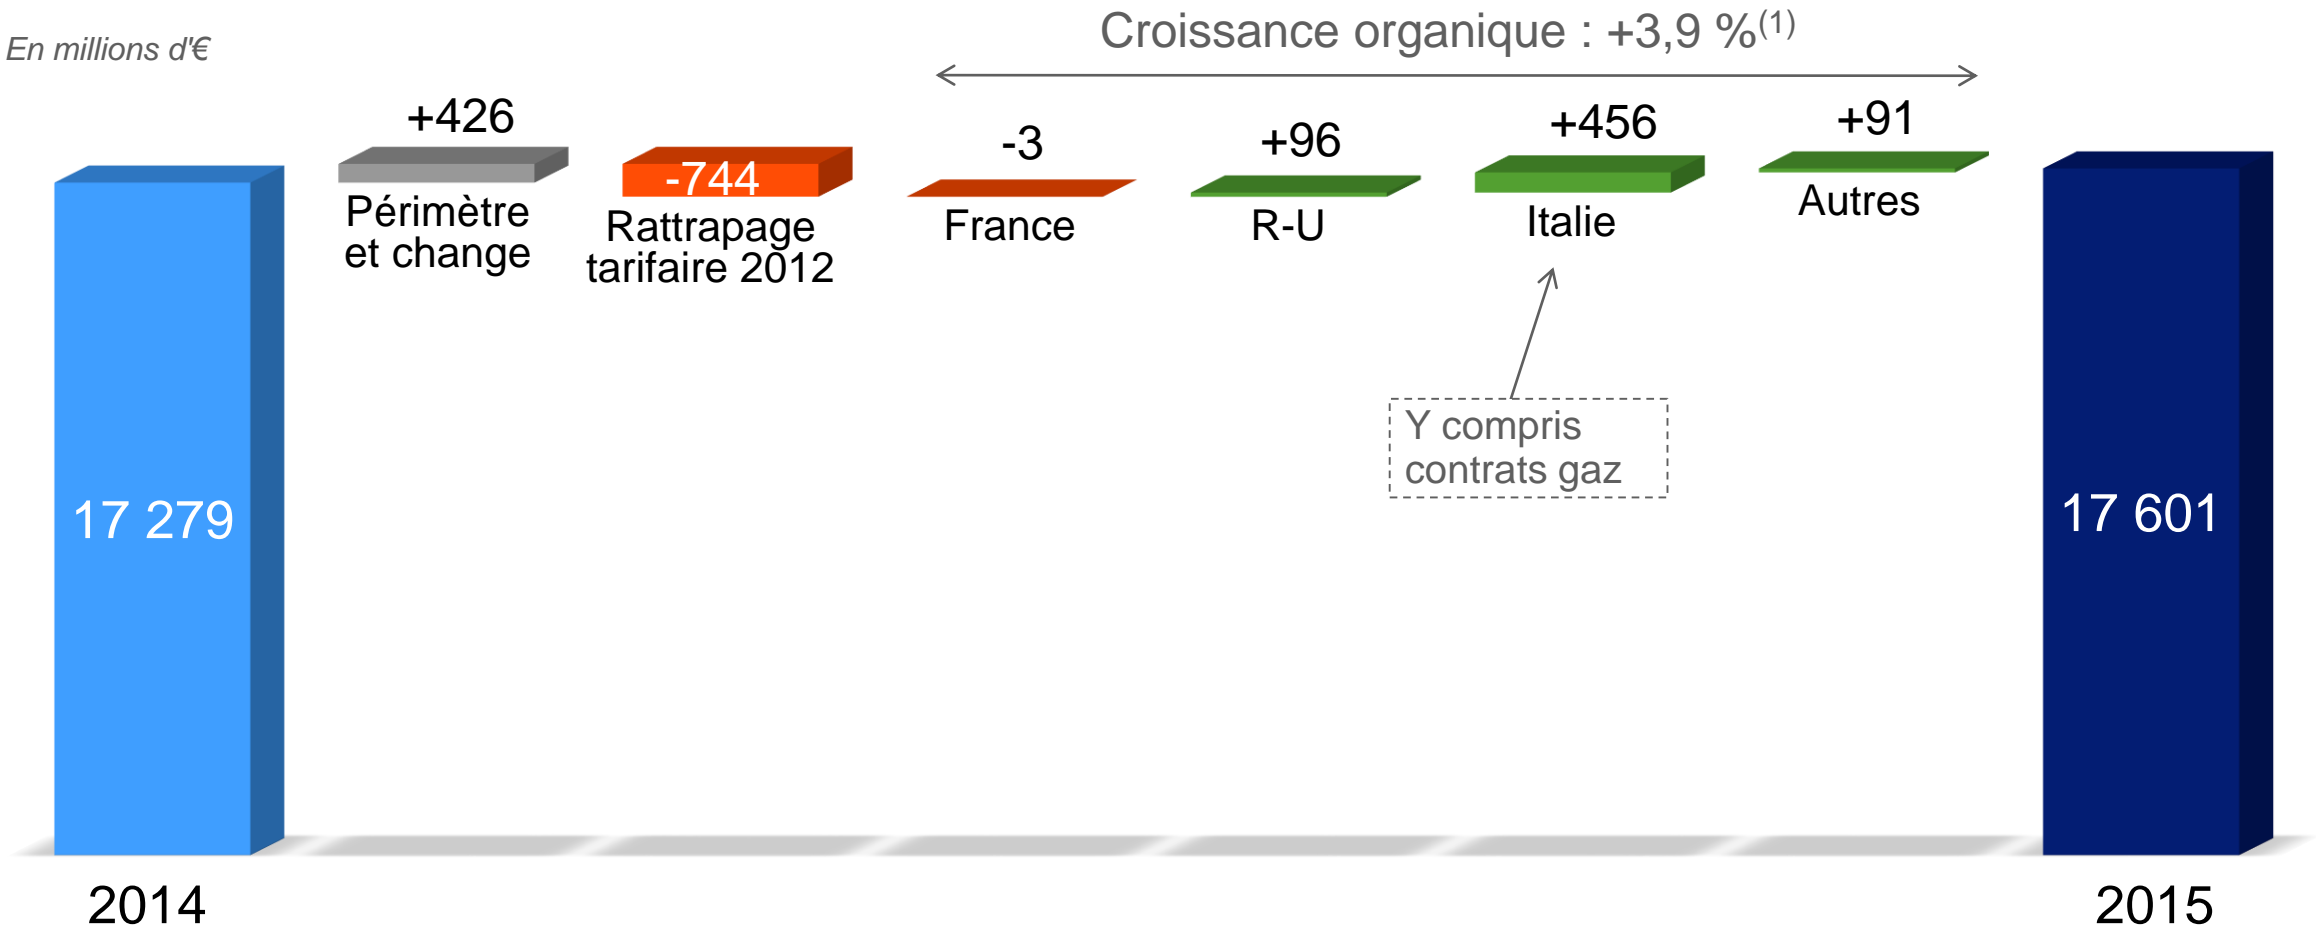 En millions d'€
Croissance organique : +3,9 %(1)
+426
Périmètre
et change
-744
Rattrapage
tarifaire 2012
-3
France
+96
R-U
+456
Italie
+91
Autres
Y compris
contrats gaz
17 279
17 601
2014
2015